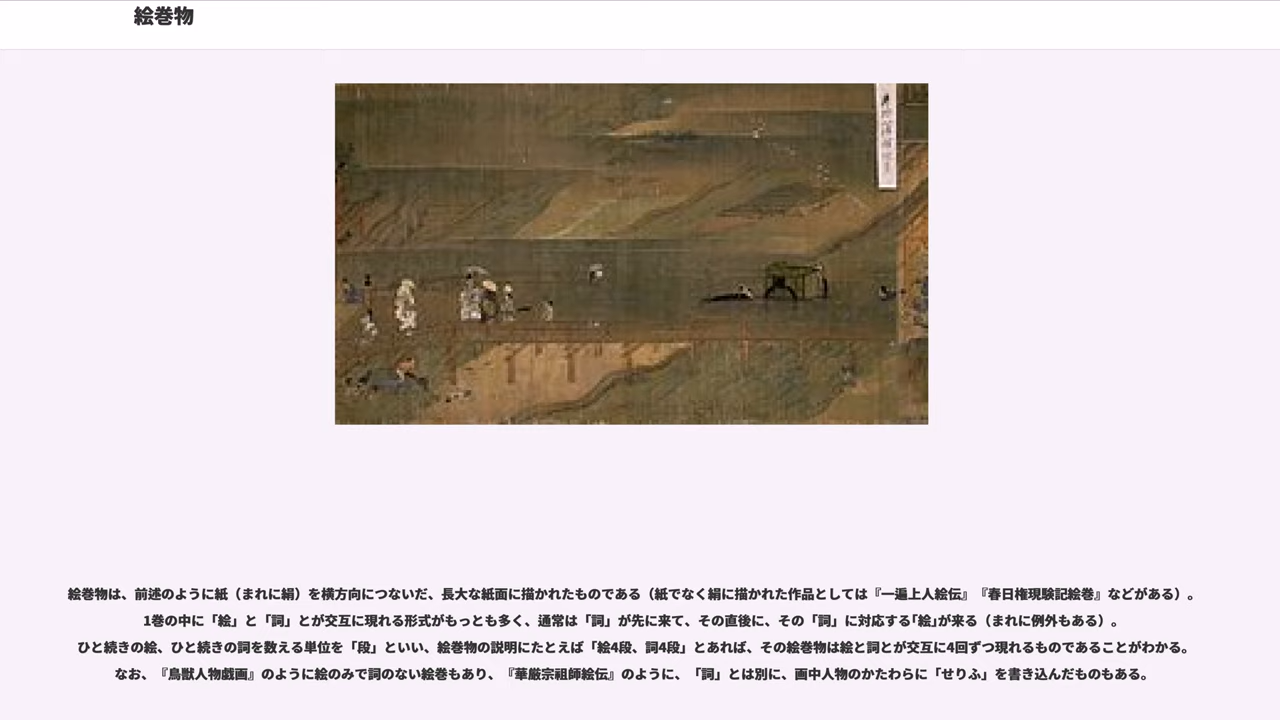 絵巻物
絵巻物は、前述のように紙（まれに絹）を横方向につないだ、長大な紙面に描かれたものである（紙でなく絹に描かれた作品としては『一遍上人絵伝』『春日権現験記絵巻』などがある）。
1巻の中に「絵」と「詞」とが交互に現れる形式がもっとも多く、通常は「詞」が先に来て、その直後に、その「詞」に対応する｢絵｣が来る（まれに例外もある）。
ひと続きの絵、ひと続きの詞を数える単位を「段」といい、絵巻物の説明にたとえば「絵4段、詞4段」とあれば、その絵巻物は絵と詞とが交互に4回ずつ現れるものであることがわかる。
なお、『鳥獣人物戯画』のように絵のみで詞のない絵巻もあり、『華厳宗祖師絵伝』のように、「詞」とは別に、画中人物のかたわらに「せりふ」を書き込んだものもある。